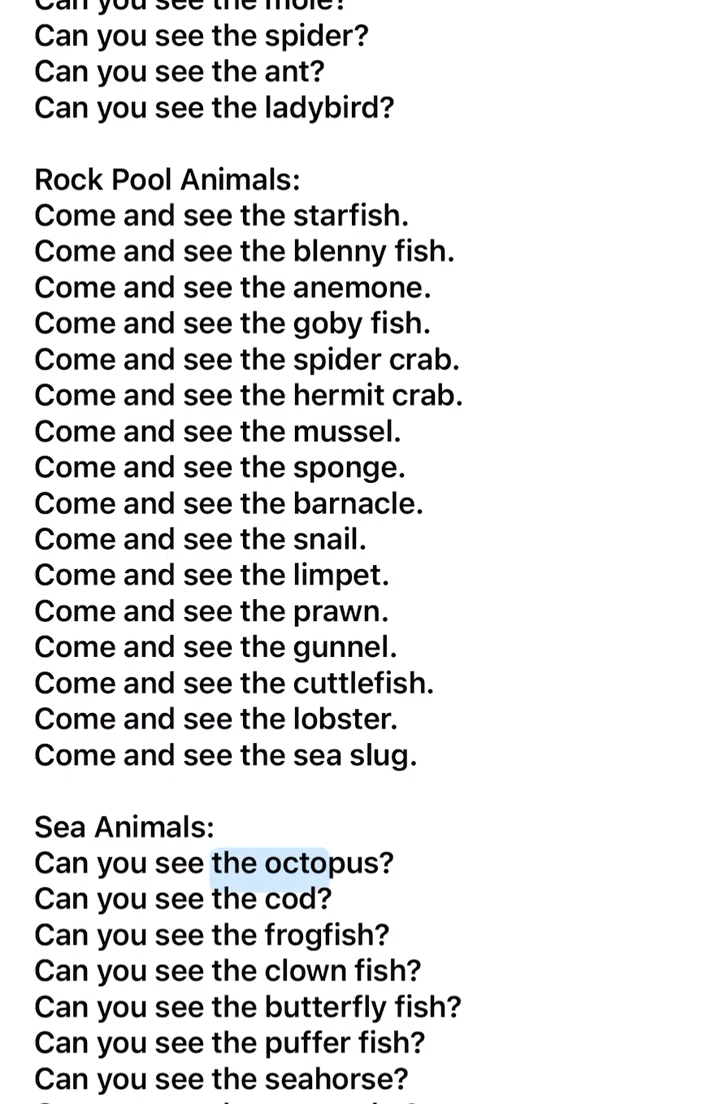 Can you see the mole?
Can you see the spider?
Can you see the ant?
Can you see the ladybird?
Rock Pool Animals:
Come and see the starfish.
Come and see the blenny fish.
Come and see the anemone.
Come and see the goby fish.
Come and see the spider crab.
Come and see the hermit crab.
Come and see the mussel.
Come and see the sponge.
Come and see the barnacle.
Come and see the snail.
Come and see the limpet.
Come and see the prawn.
Come and see the gunnel.
Come and see the cuttlefish.
Come and see the lobster.
Come and see the sea slug.
Sea Animals:
Can you see the octopus?
Can you see the cod?
Can you see the frogfish?
Can you see the clown fish?
Can you see the butterfly fish?
Can you see the puffer fish?
Can you see the seahorse?